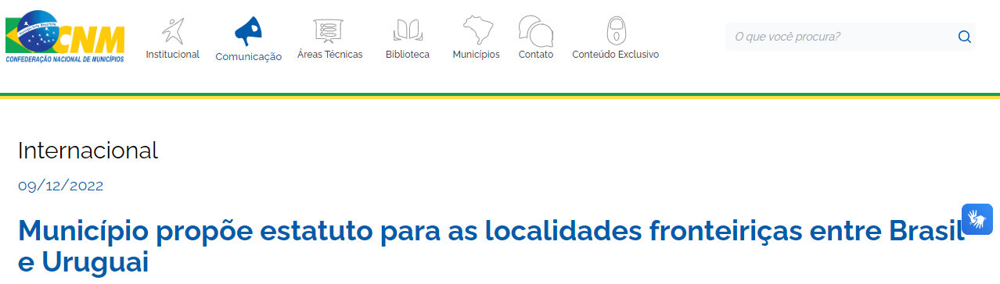 CNM
CONFEDERAÇÃO NACIONAL DE MUNICÍPIOS
Institucional
Comunicação
Áreas Técnicas
Biblioteca
Municípios
Contato
Conteúdo Exclusivo
O que você procura?
Internacional
09/12/2022
Município propõe estatuto para as localidades fronteiriças entre Brasil
e Uruguai